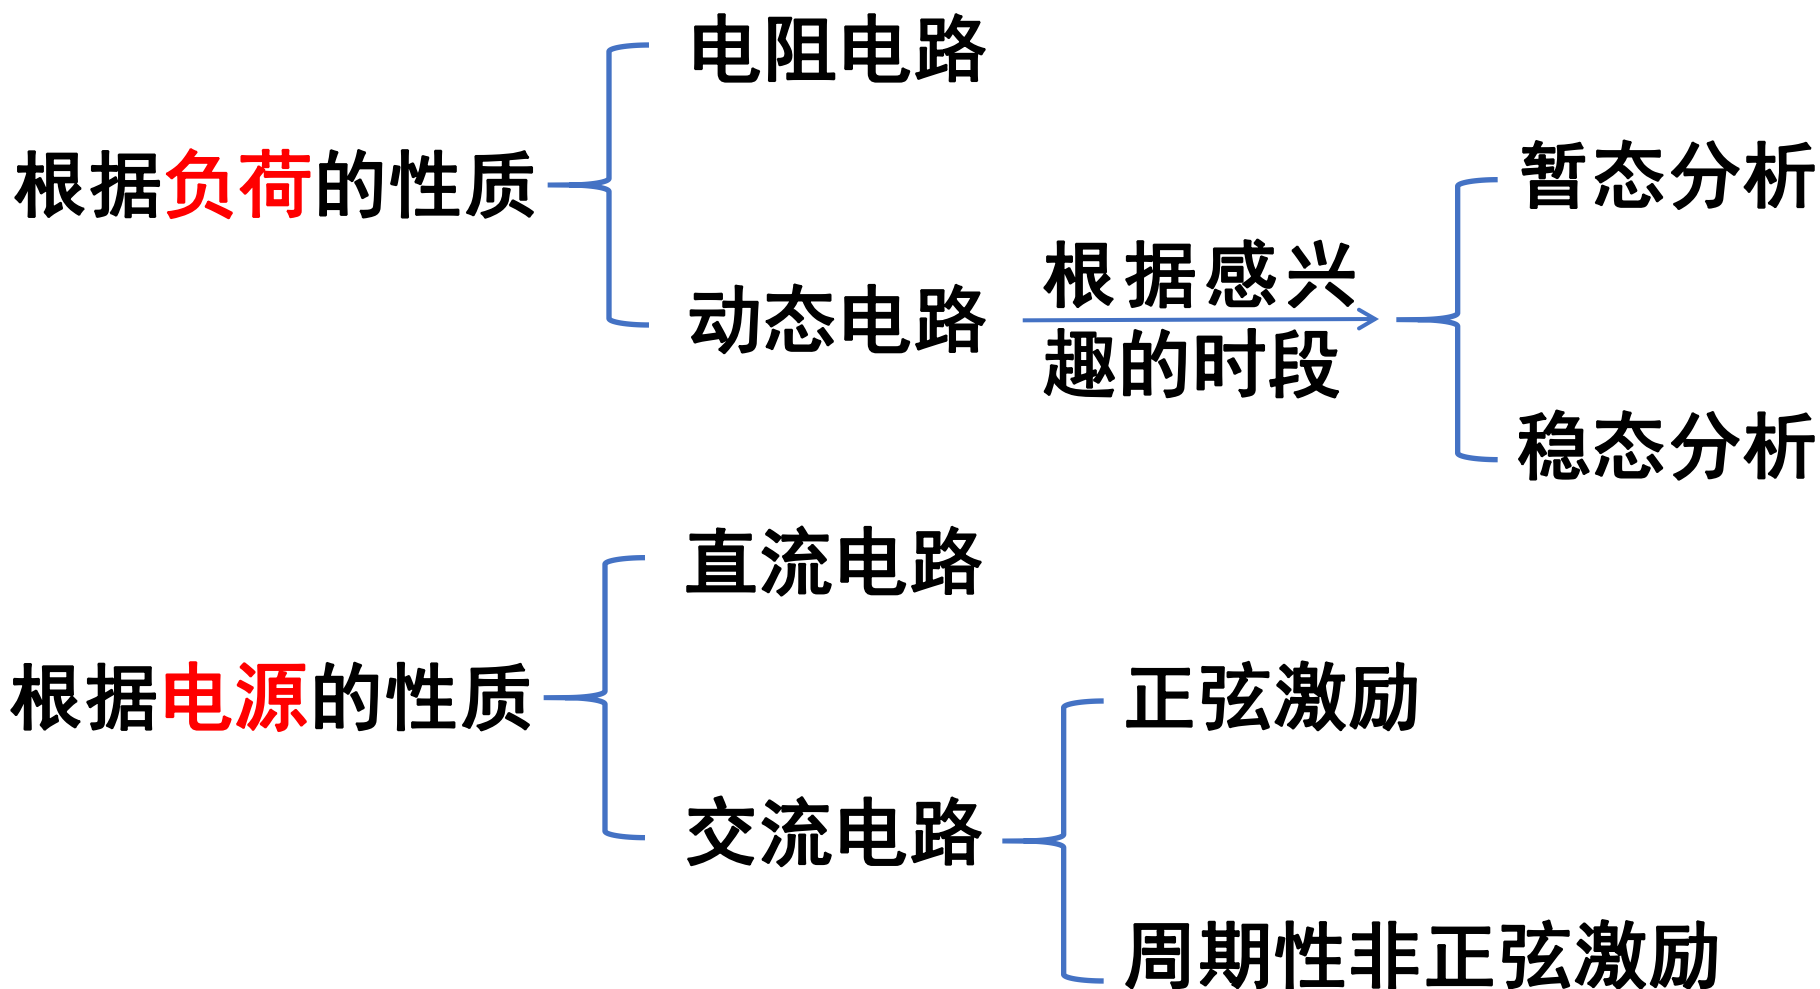 电阻电路
根据负荷的性质
暂态分析
动态电路
根据感兴
趣的时段
稳态分析
直流电路
根据电源的性质
正弦激励
交流电路
周期性非正弦激励